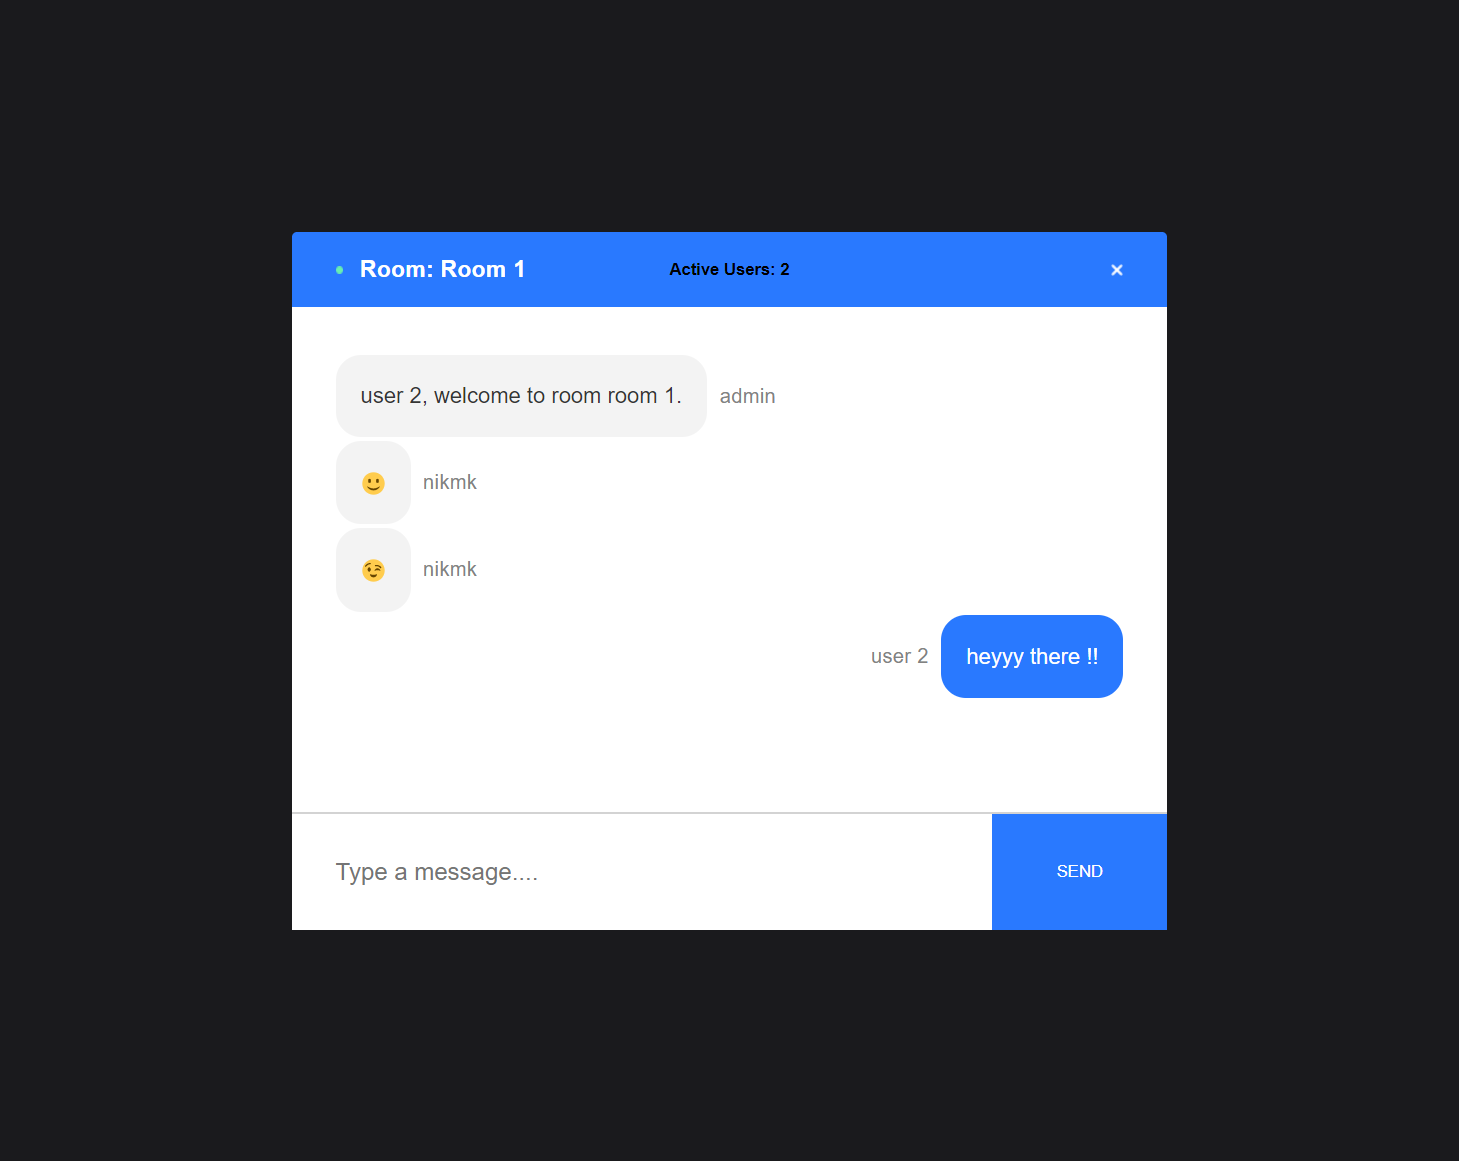 Room: Room 1
Active Users: 2
×
user 2, welcome to room room 1.
admin
🙂
nikmk
😉
nikmk
user 2
heyyy there !!
Type a message....
SEND